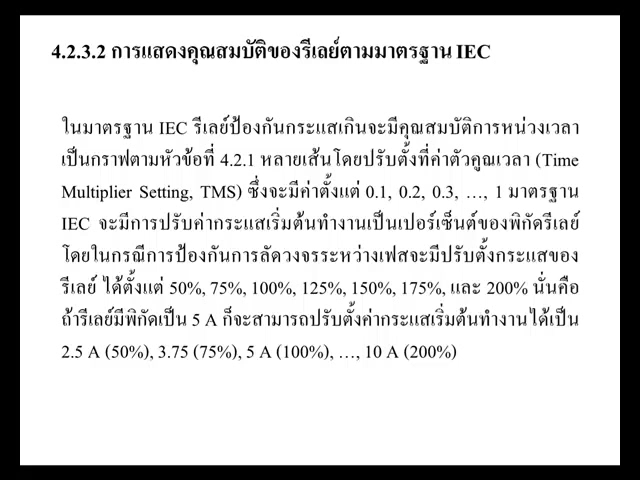 4.2.3.2 การแสดงคุณสมบัติของรีเลย์ตามมาตรฐาน IEC
ในมาตรฐาน IEC รีเลย์ป้องกันกระแสเกินจะมีคุณสมบัติการหน่วงเวลา
เป็นกราฟตามหัวข้อที่ 4.2.1 หลายเส้นโดยปรับตั้งที่ค่าตัวคูณเวลา (Time
Multiplier Setting, TMS) ซึ่งจะมีค่าตั้งแต่ 0.1, 0.2, 0.3, …, 1 มาตรฐาน
IEC จะมีการปรับค่ากระแสเริ่มต้นทำงานเป็นเปอร์เซ็นต์ของพิกัดรีเลย์
โดยในกรณีการป้องกันการลัดวงจรระหว่างเฟสจะมีปรับตั้งกระแสของ
รีเลย์ ได้ตั้งแต่ 50%, 75%, 100%, 125%, 150%, 175%, และ 200% นั่นคือ
ถ้ารีเลย์มีพิกัดเป็น 5 A ก็จะสามารถปรับตั้งค่ากระแสเริ่มต้นทำงานได้เป็น
2.5 A (50%), 3.75 (75%), 5 A (100%), …, 10 A (200%)